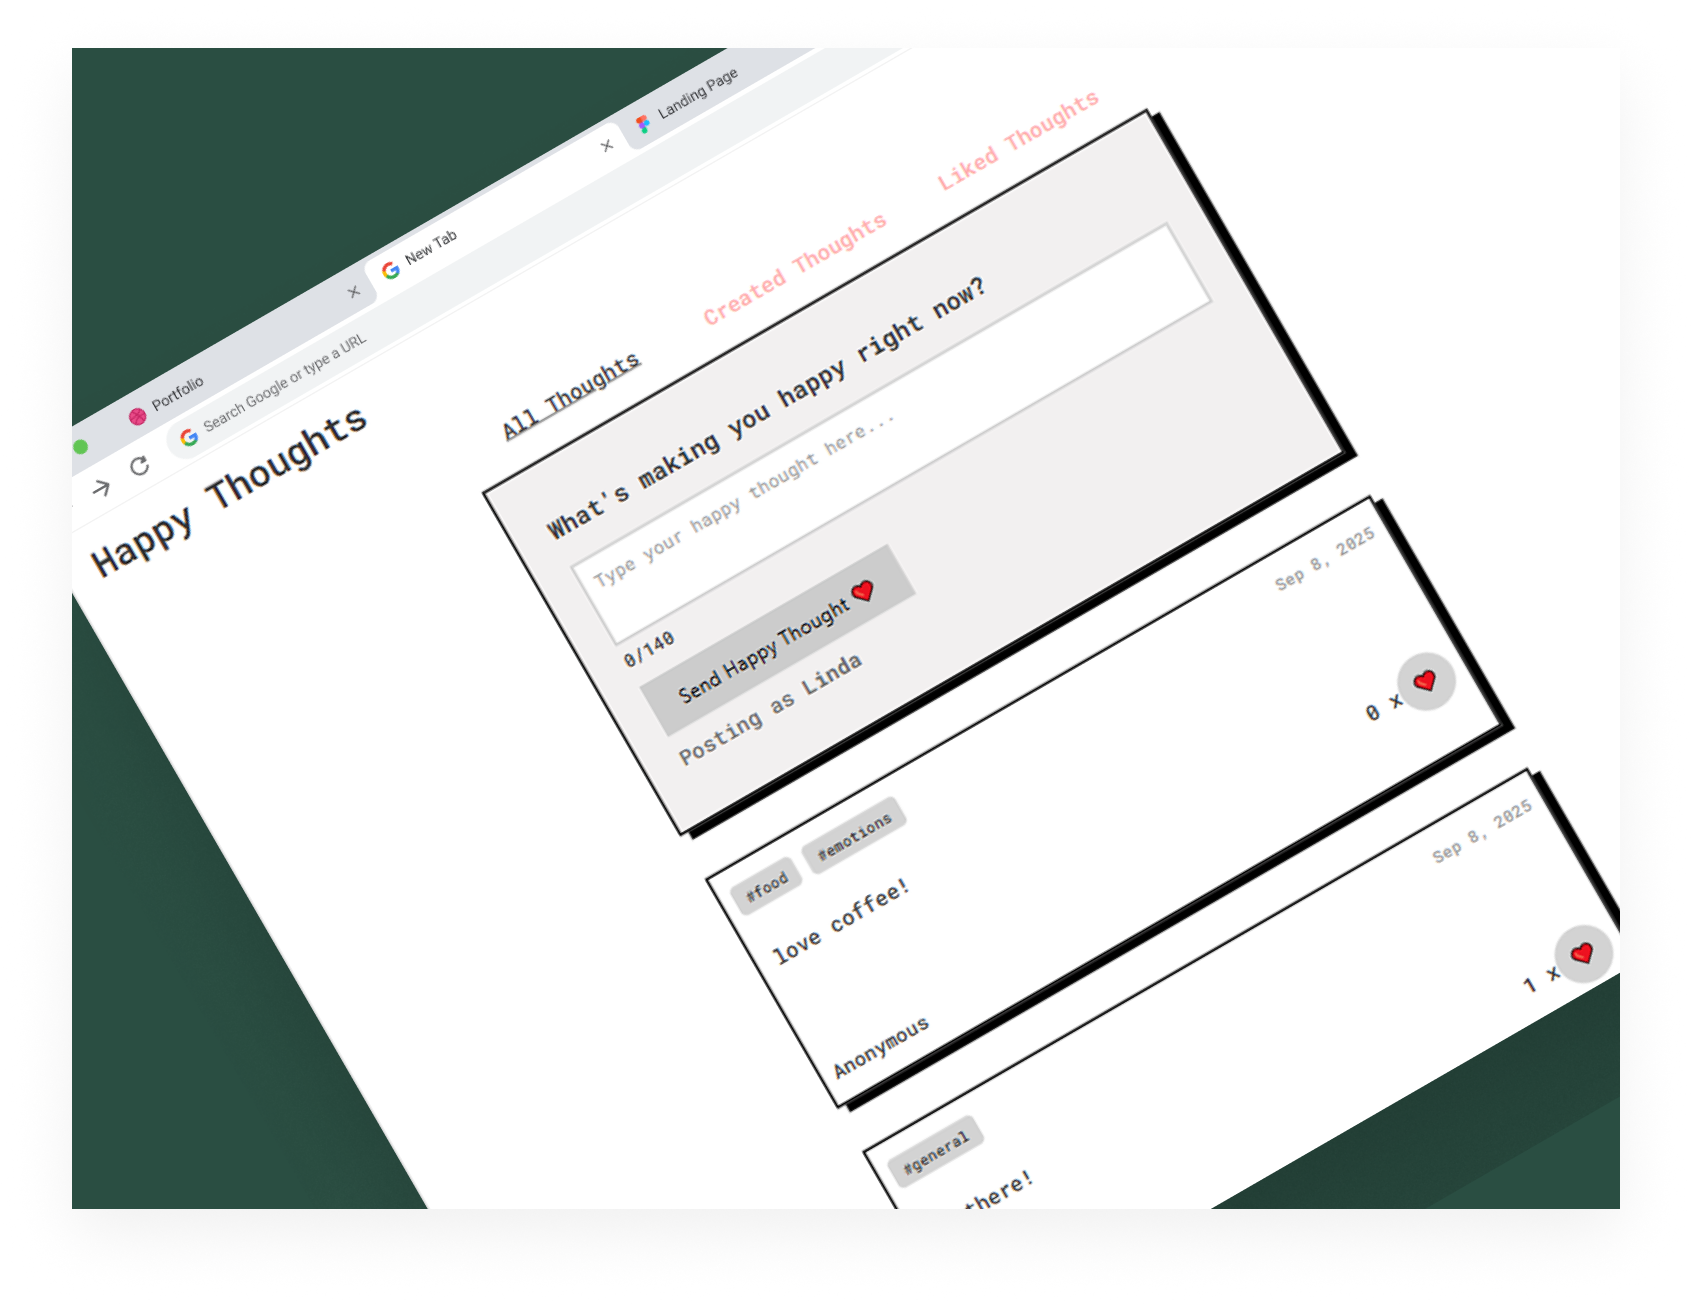 Portfolio
New Tab
Landing Page
Search Google or type a URL
Happy Thoughts
All Thoughts
Created Thoughts
Liked Thoughts
What's making you happy right now?
Type your happy thought here...
0/140
Send Happy Thought ❤️
Posting as Linda
#food #emotions
Sep 8, 2025
love coffee!
0 x ❤️
Anonymous
#general
Sep 8, 2025
there!
1 x ❤️